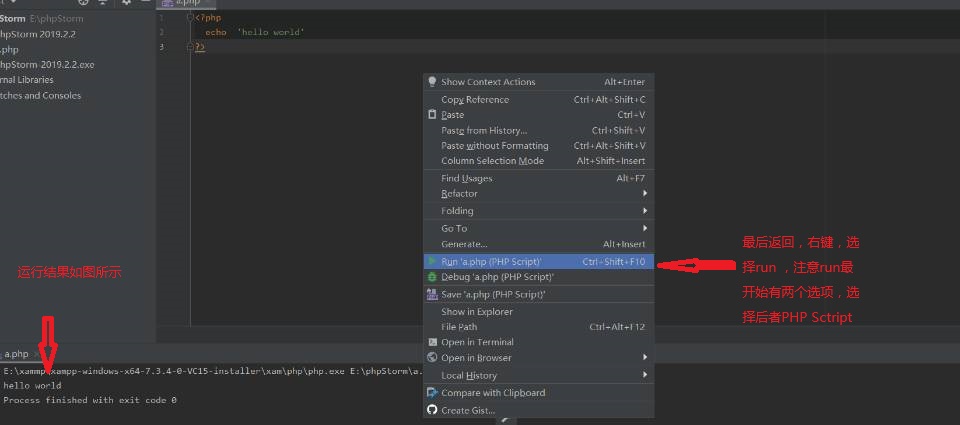 a.php
Storm E:\phpStorm
hpStorm 2019.2.2
.php
hpStorm-2019.2.2.exe
rnal Libraries
tches and Consoles
1 <?php
2 echo 'hello world'
3 ?>
Show Context Actions Alt+Enter
Copy Reference Ctrl+Alt+Shift+C
Paste Ctrl+V
Paste from History... Ctrl+Shift+V
Paste without Formatting Ctrl+Alt+Shift+V
Column Selection Mode Alt+Shift+Insert
Find Usages Alt+F7
Refactor
Folding
Go To
Generate... Alt+Insert
Run 'a.php (PHP Script)' Ctrl+Shift+F10
Debug 'a.php (PHP Script)'
Save 'a.php (PHP Script)'
Show in Explorer
File Path Ctrl+Alt+F12
Open in Terminal
Open in Browser
Local History
Compare with Clipboard
Create Gist...
最后返回，右键，选
择run ，注意run最
开始有两个选项，选
择后者PHP Sctript
运行结果如图所示
a.php
E:\xammp\xampp-windows-x64-7.3.4-0-VC15-installer\xam\php\php.exe E:\phpStorm\a.
hello world
Process finished with exit code 0